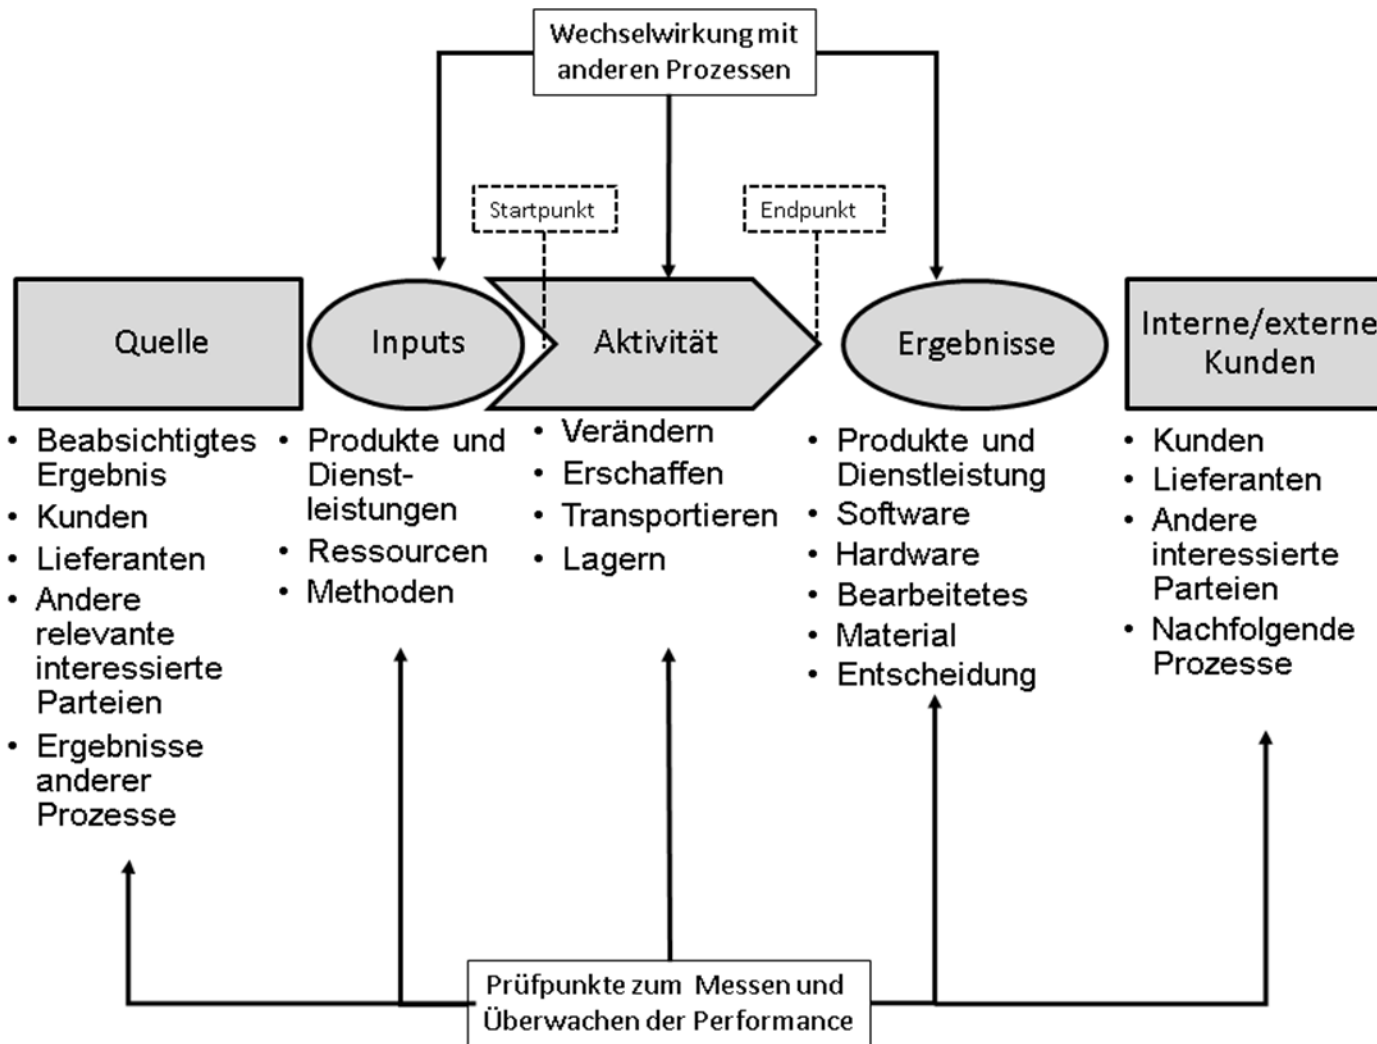 Wechselwirkung mit
anderen Prozessen
Startpunkt
Endpunkt
Quelle
Inputs
Aktivität
Ergebnisse
Interne/externe
Kunden
• Beabsichtigtes
Ergebnis
• Kunden
• Lieferanten
• Andere
relevante
interessierte
Parteien
• Ergebnisse
anderer
Prozesse
• Produkte und
Dienst-
leistungen
• Ressourcen
• Methoden
• Verändern
• Erschaffen
• Transportieren
• Lagern
• Produkte und
Dienstleistung
• Software
• Hardware
• Bearbeitetes
• Material
• Entscheidung
• Kunden
• Lieferanten
• Andere
interessierte
Parteien
• Nachfolgende
Prozesse
Prüfpunkte zum Messen und
Überwachen der Performance